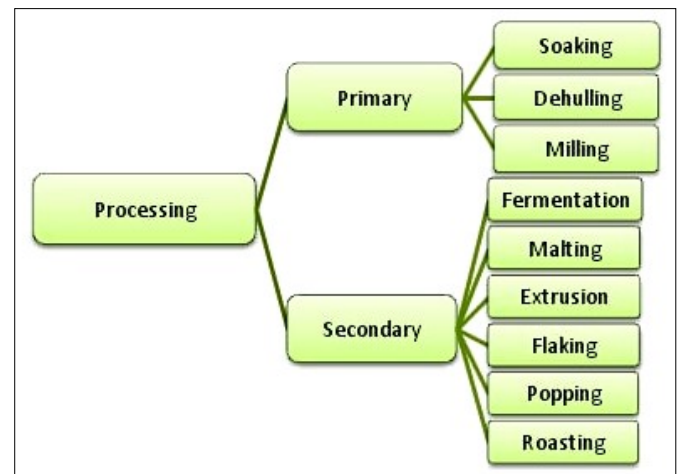 Processing
Primary
Soaking
Dehulling
Milling
Secondary
Fermentation
Malting
Extrusion
Flaking
Popping
Roasting